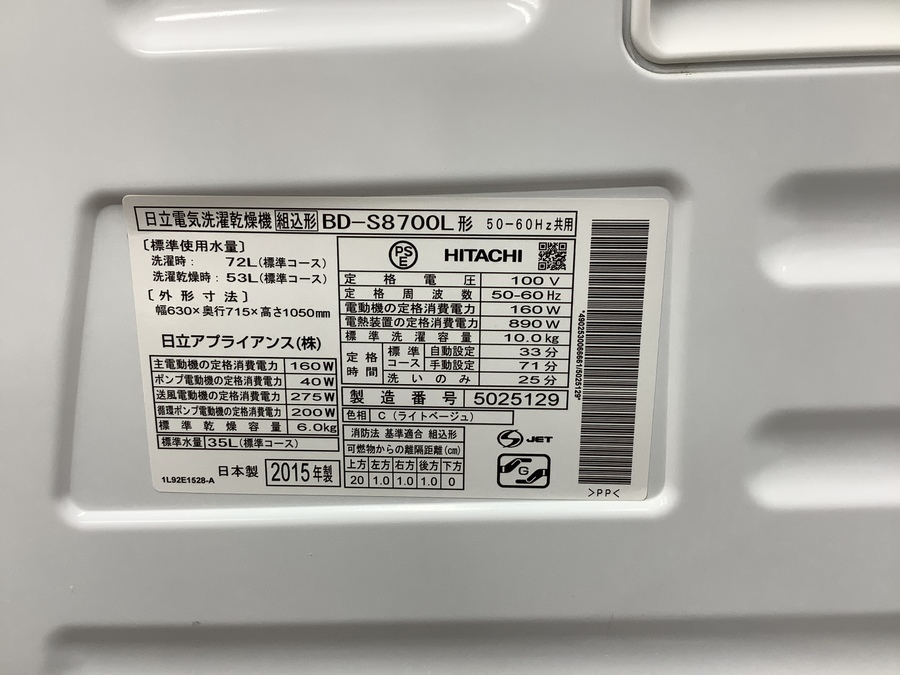 日立電気洗濯乾燥機 組込形 BD-S8700L形 50-60Hz共用
〔標準使用水量〕
洗濯時： 72L(標準コース)
洗濯乾燥時： 53L(標準コース)
〔外形寸法〕
幅630×奥行715×高さ1050mm
日立アプライアンス(株)
主電動機の定格消費電力 160W
ポンプ電動機の定格消費電力 40W
送風電動機の定格消費電力 275W
循環ポンプ電動機の定格消費電力 200W
標準乾燥容量 6.0kg
標準水量 35L(標準コース)
日本製 2015年製
1L92E1528-A
PSE HITACHI
定格電圧 100V
定格周波数 50-60Hz
電動機の定格消費電力 160W
電熱装置の定格消費電力 890W
標準洗濯容量 10.0kg
定格時間 標準コース 自動設定 33分
手動設定 71分
洗いのみ 25分
製造番号 5025129
色相 C(ライトベージュ)
消防法 基準適合 組込形
可燃物からの離隔距離(cm)
上方 左方 右方 後方 下方
20 1.0 1.0 1.0 0
S JET
G
*4902530066661/5025129*
>PP<